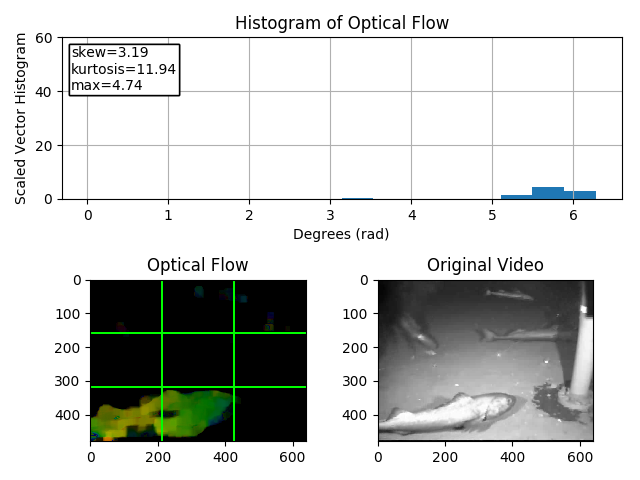 Histogram of Optical Flow
Scaled Vector Histogram
60
40
20
0
skew=3.19
kurtosis=11.94
max=4.74
0 1 2 3 4 5 6
Degrees (rad)
Optical Flow
0
100
200
300
400
0 200 400 600
Original Video
0
100
200
300
400
0 200 400 600